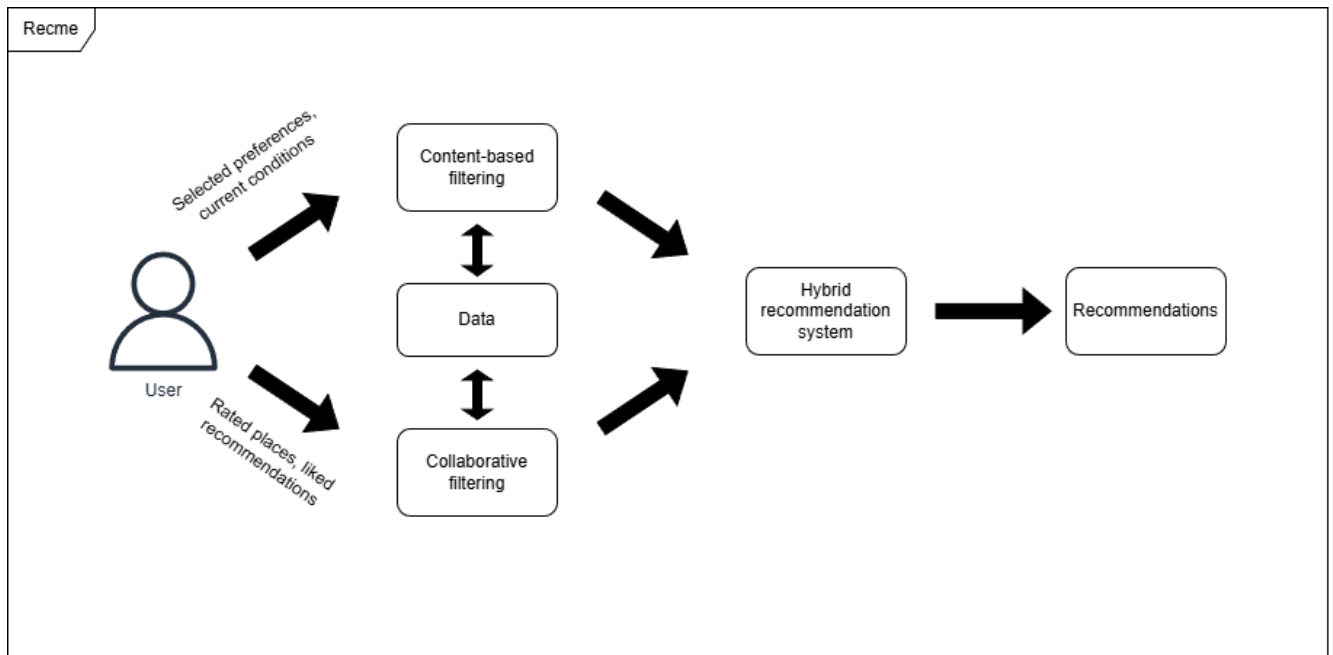 Recme
Selected preferences,
current conditions
Content-based
filtering
Data
User
Rated places, liked
recommendations
Collaborative
filtering
Hybrid
recommendation
system
Recommendations